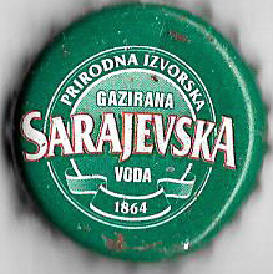 PRIRODNA IZVORSKA
GAZIRANA
SARAJEVSKA
VODA
1864